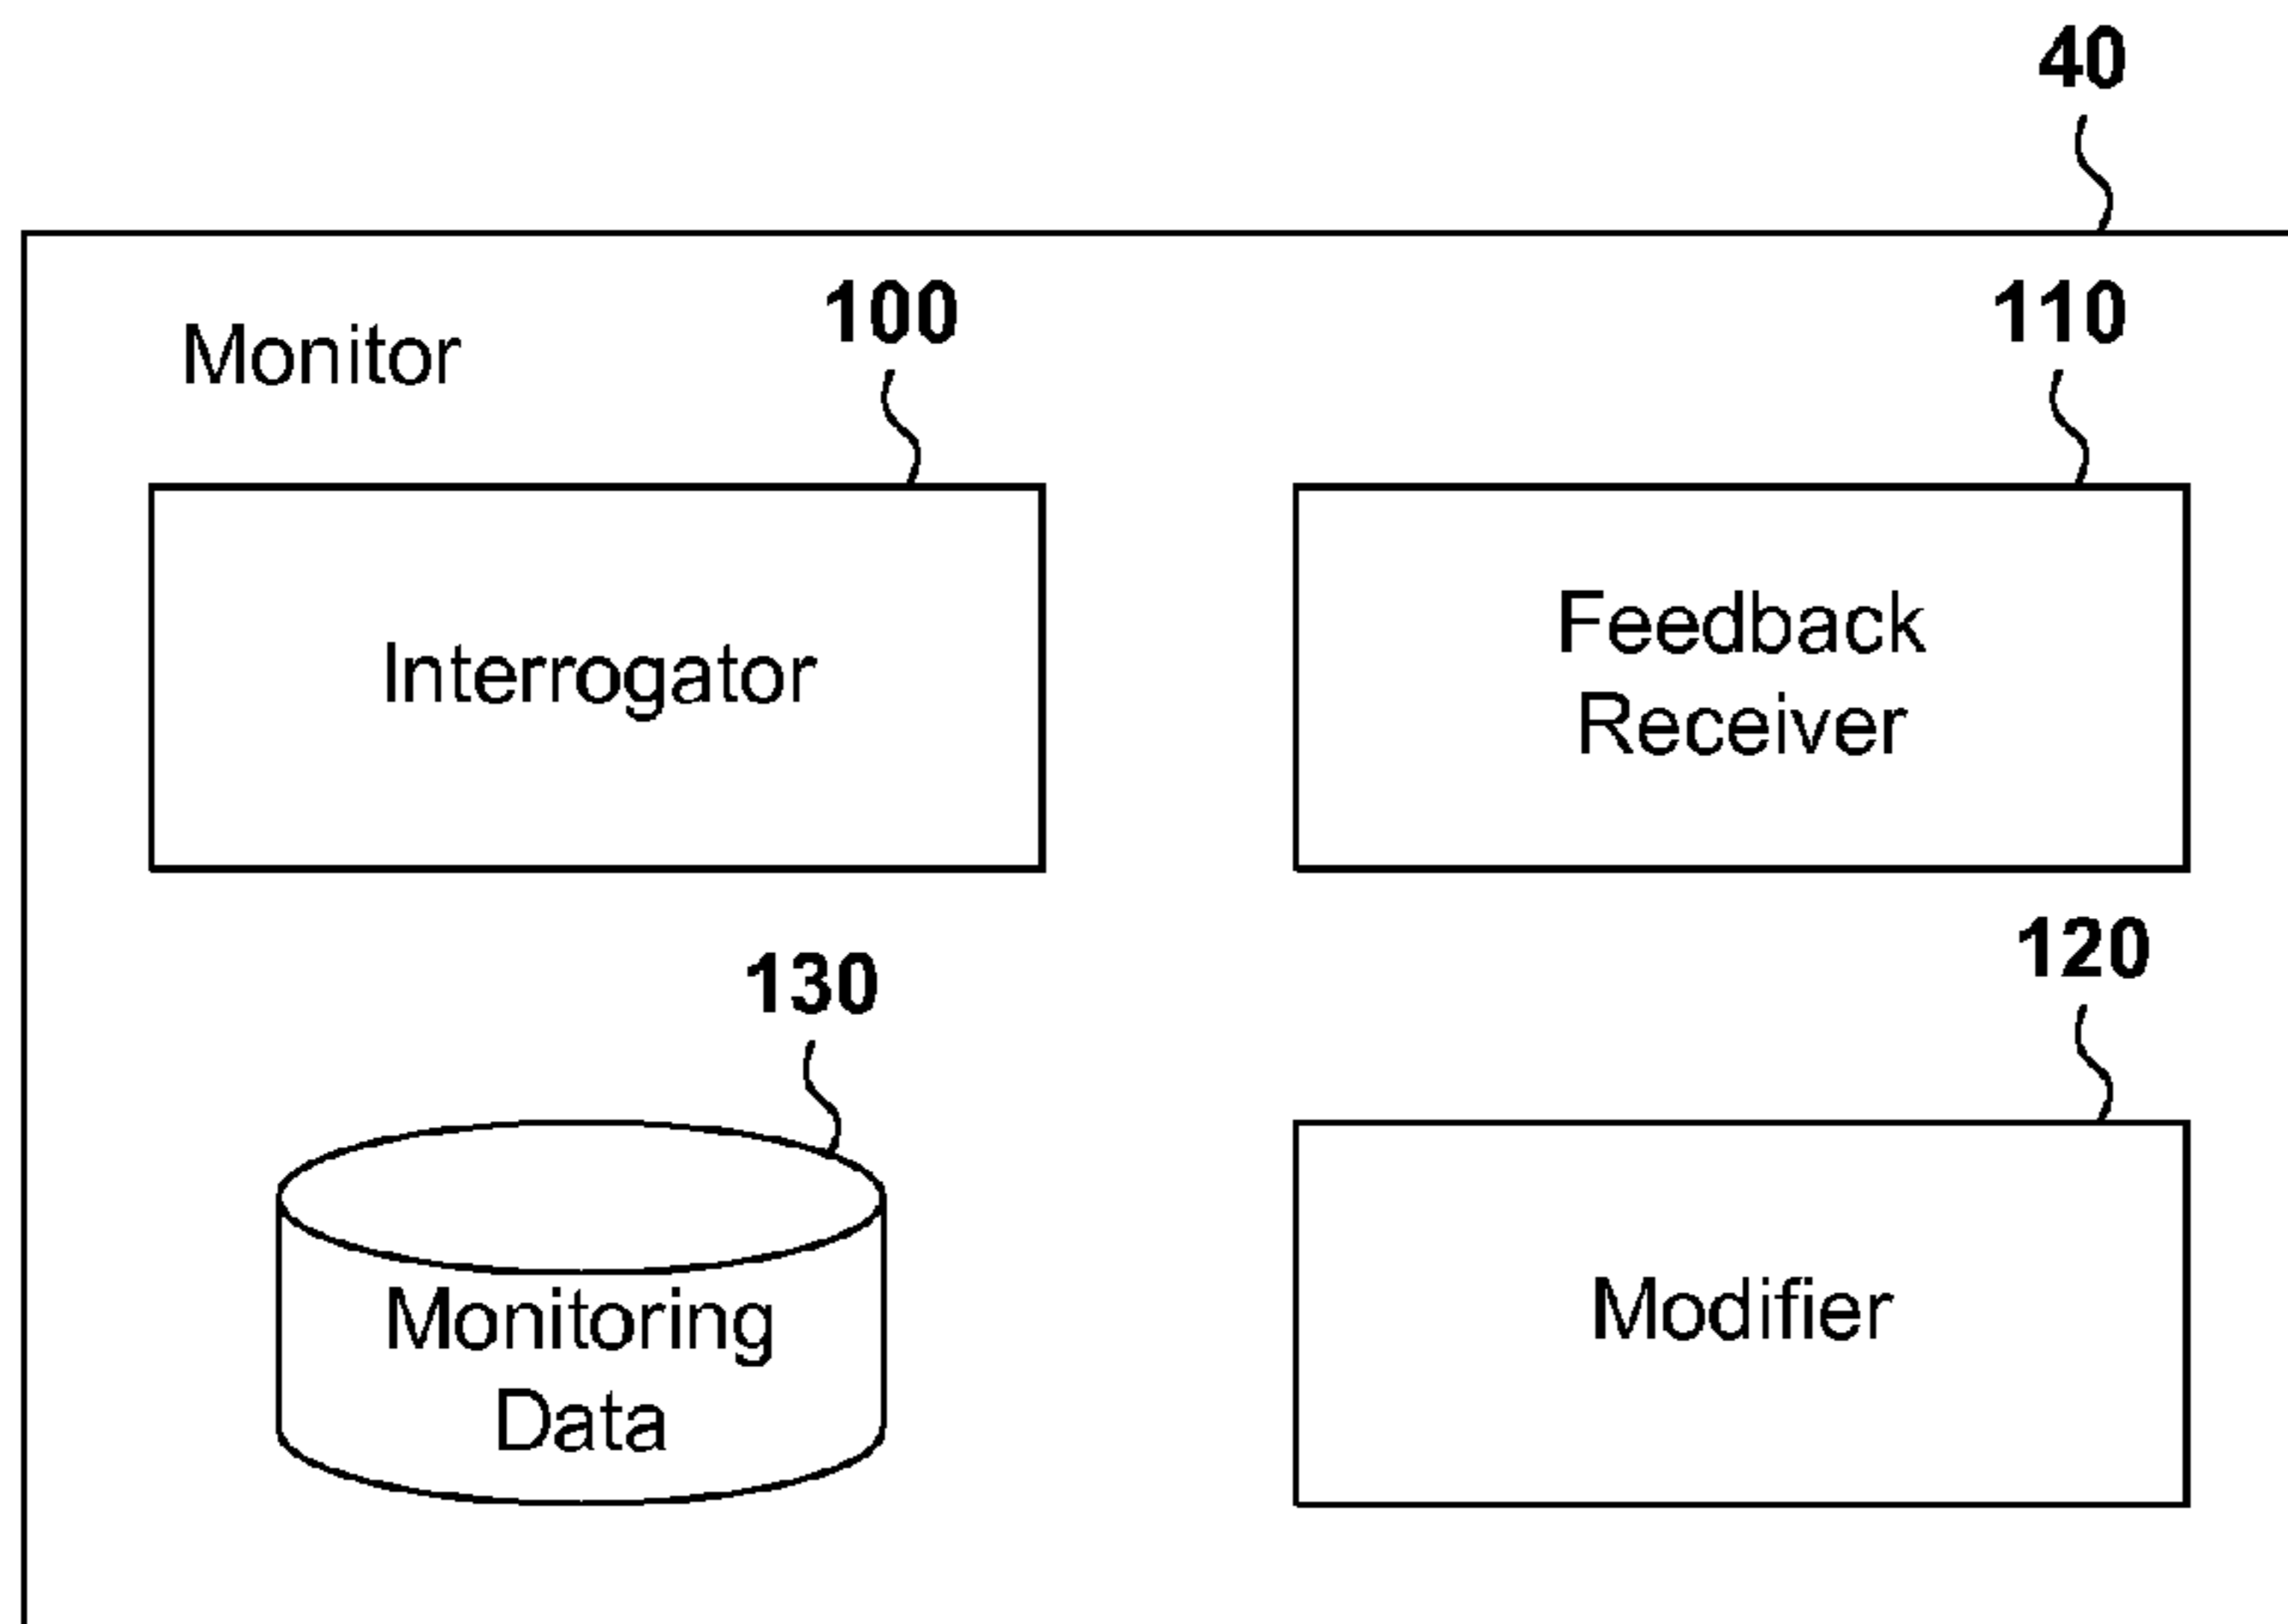 40
Monitor
100
110
Interrogator
Feedback
Receiver
130
120
Monitoring
Data
Modifier